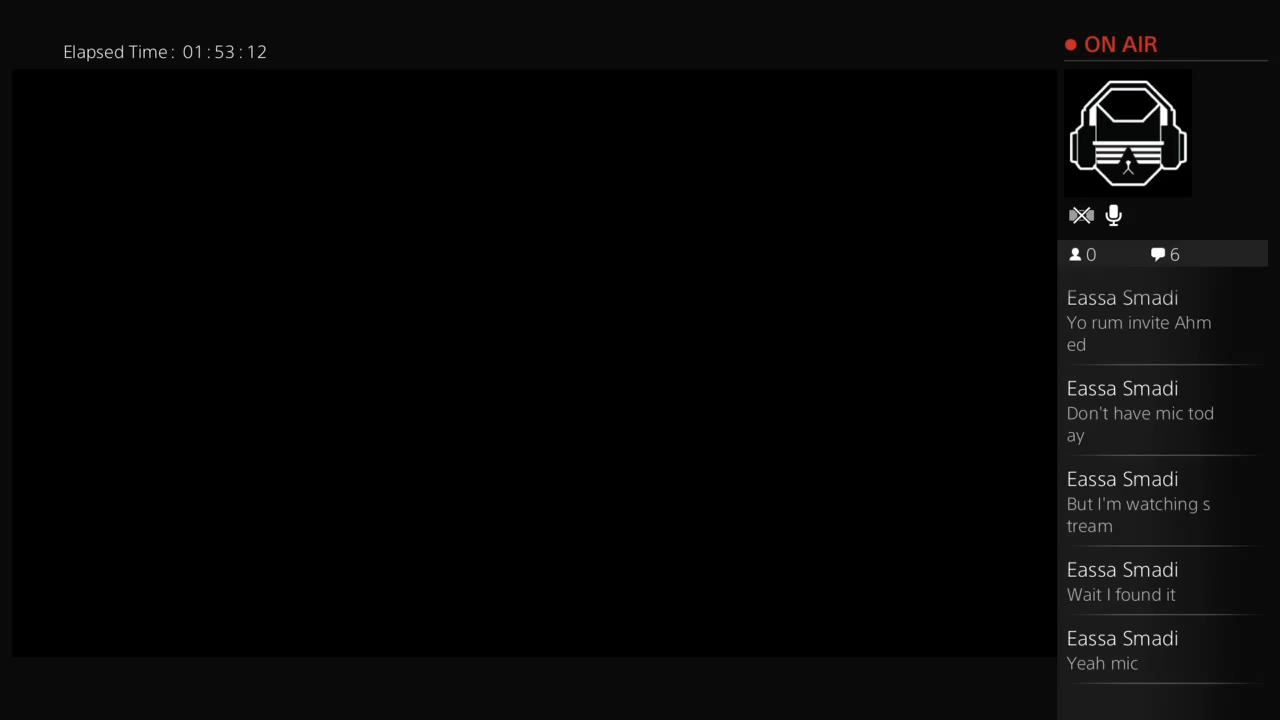 Elapsed Time: 01:53:12
ON AIR
0 6
Eassa Smadi
Yo rum invite Ahm
ed
Eassa Smadi
Don't have mic tod
ay
Eassa Smadi
But I'm watching s
tream
Eassa Smadi
Wait I found it
Eassa Smadi
Yeah mic